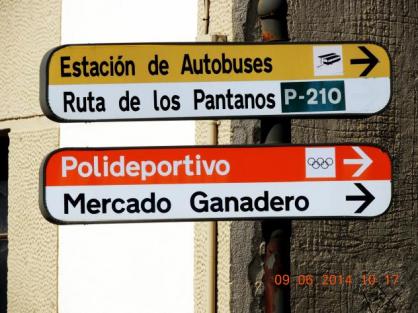 Estación de Autobuses
Ruta de los Pantanos P-210
Polideportivo
Mercado Ganadero
09 06 2014 10 17